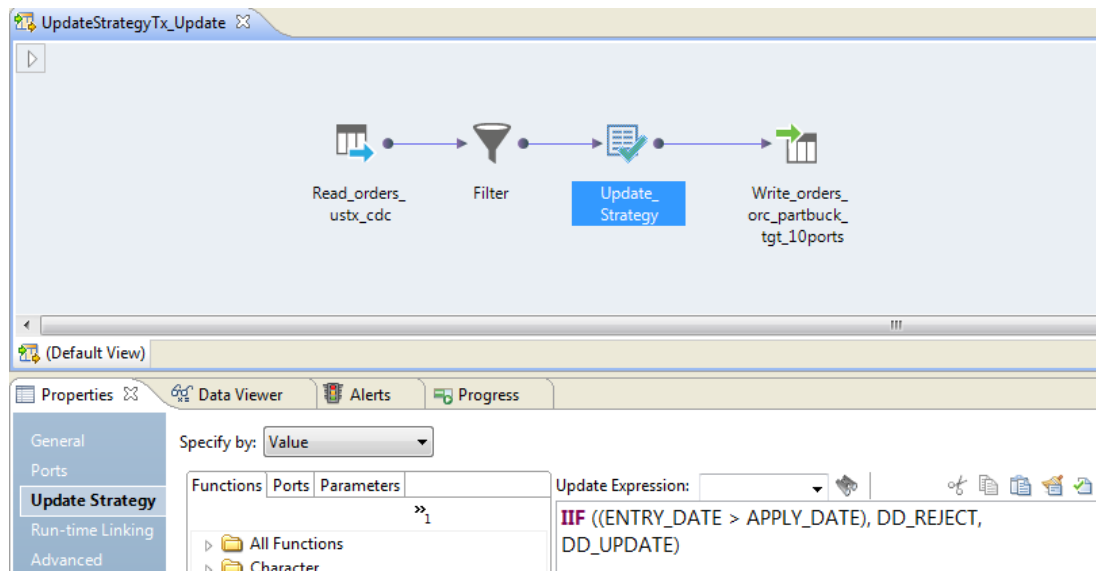 UpdateStrategyTx_Update
Read_orders_
ustx_cdc
Filter
Update_
Strategy
Write_orders_
orc_partbuck_
tgt_10ports
(Default View)
Properties
Data Viewer
Alerts
Progress
General
Ports
Update Strategy
Run-time Linking
Advanced
Specify by: Value
Functions Ports Parameters
»1
All Functions
Character
Update Expression:
IIF ((ENTRY_DATE > APPLY_DATE), DD_REJECT,
DD_UPDATE)